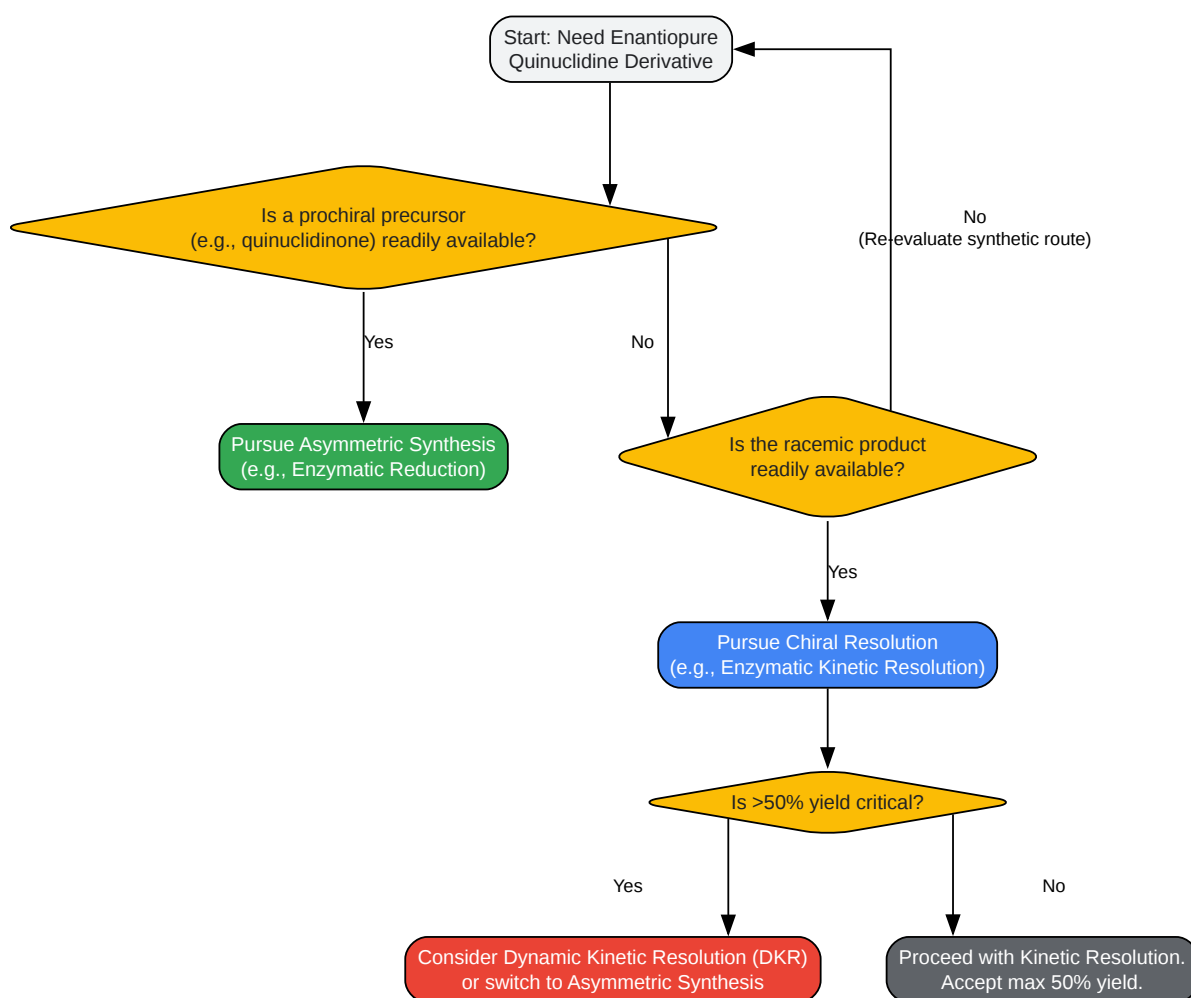 Start: Need Enantiopure
Quinuclidine Derivative
Is a prochiral precursor
(e.g., quinuclidinone) readily available?
No
(Re-evaluate synthetic route)
Yes
No
Pursue Asymmetric Synthesis
(e.g., Enzymatic Reduction)
Is the racemic product
readily available?
Yes
Pursue Chiral Resolution
(e.g., Enzymatic Kinetic Resolution)
Is >50% yield critical?
Yes
No
Consider Dynamic Kinetic Resolution (DKR)
or switch to Asymmetric Synthesis
Proceed with Kinetic Resolution.
Accept max 50% yield.